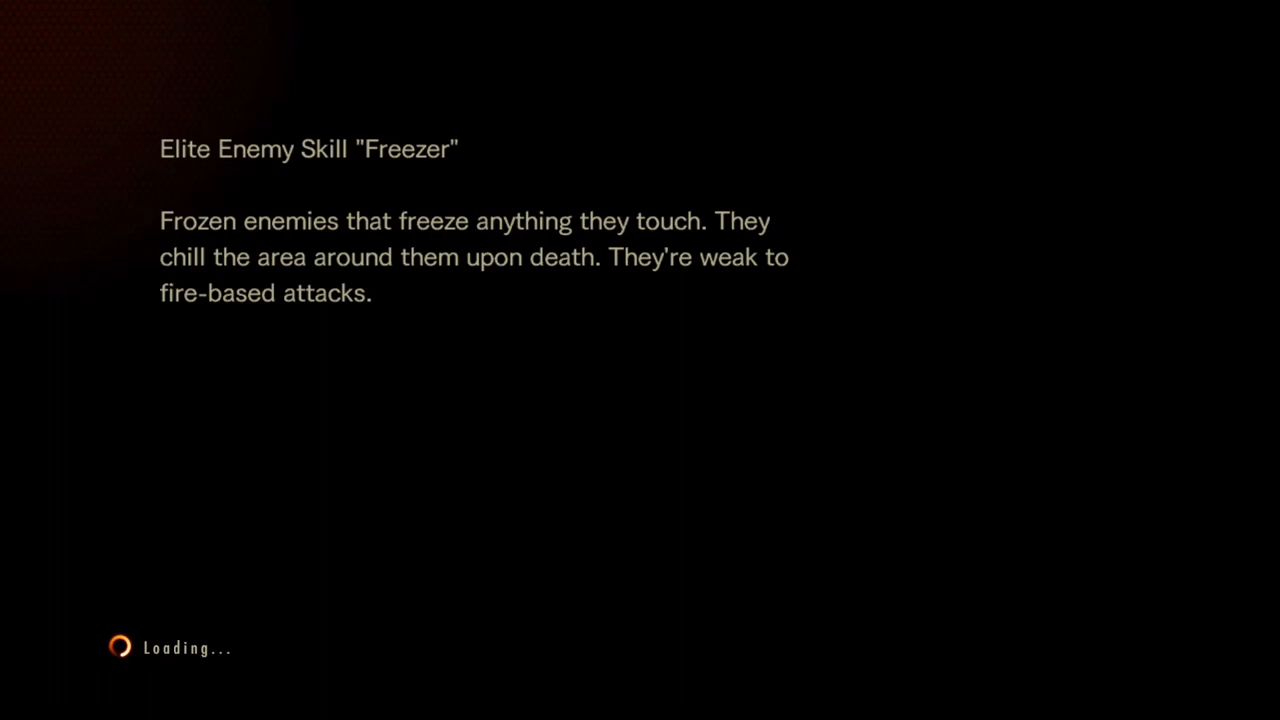 Elite Enemy Skill "Freezer"
Frozen enemies that freeze anything they touch. They
chill the area around them upon death. They're weak to
fire-based attacks.
Loading...